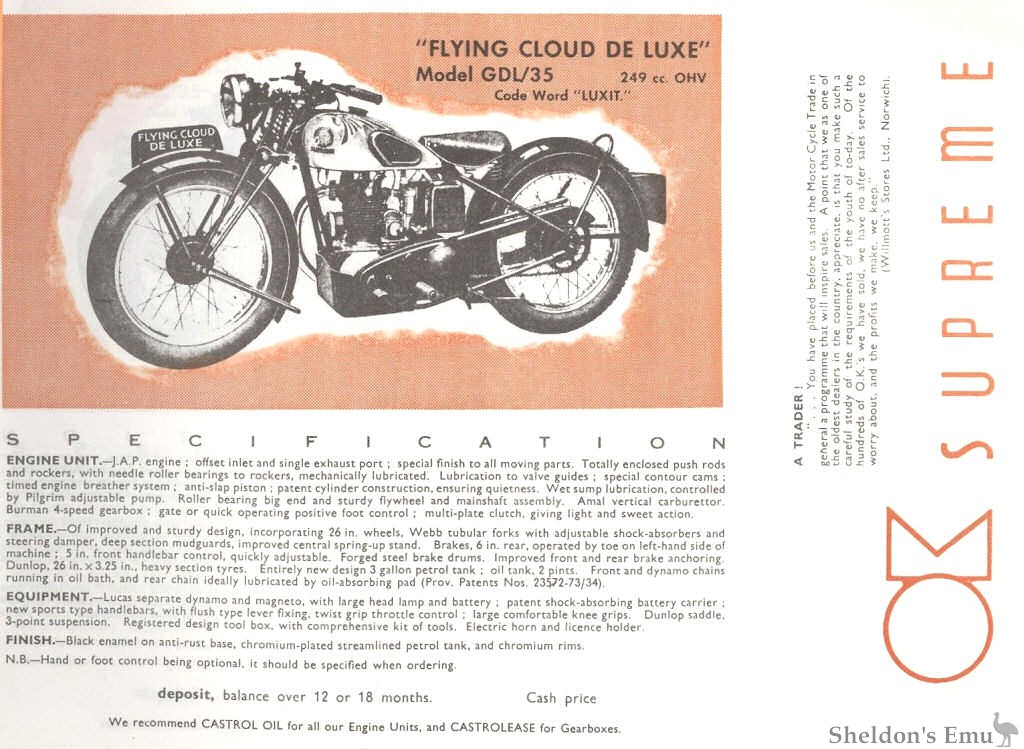 "FLYING CLOUD DE LUXE"
Model GDL/35 249 cc. OHV
Code Word "LUXIT."
FLYING CLOUD
DE LUXE
SPECIFICATION
ENGINE UNIT.—J.A.P. engine ; offset inlet and single exhaust port ; special finish to all moving parts. Totally enclosed push rods
and rockers, with needle roller bearings to rockers, mechanically lubricated. Lubrication to valve guides ; special contour cams ;
timed engine breather system ; anti-slap piston ; patent cylinder construction, ensuring quietness. Wet sump lubrication, controlled
by Pilgrim adjustable pump. Roller bearing big end and sturdy flywheel and mainshaft assembly. Amal vertical carburettor.
Burman 4-speed gearbox ; gate or quick operating positive foot control ; multi-plate clutch, giving light and sweet action.
FRAME.—Of improved and sturdy design, incorporating 26 in. wheels, Webb tubular forks with adjustable shock-absorbers and
steering damper, deep section mudguards, improved central spring-up stand. Brakes, 6 in. rear, operated by toe on left-hand side of
machine ; 5 in. front handlebar control, quickly adjustable. Forged steel brake drums. Improved front and rear brake anchoring.
Dunlop, 26 in. × 3.25 in., heavy section tyres. Entirely new design 3 gallon petrol tank ; oil tank, 2 pints. Front and dynamo chains
running in oil bath, and rear chain ideally lubricated by oil-absorbing pad (Prov. Patents Nos. 23572-73/34).
EQUIPMENT.—Lucas separate dynamo and magneto, with large head lamp and battery ; patent shock-absorbing battery carrier ;
new sports type handlebars, with flush type lever fixing, twist grip throttle control ; large comfortable knee grips. Dunlop saddle,
3-point suspension. Registered design tool box, with comprehensive kit of tools. Electric horn and licence holder.
FINISH.—Black enamel on anti-rust base, chromium-plated streamlined petrol tank, and chromium rims.
N.B.—Hand or foot control being optional, it should be specified when ordering.
deposit, balance over 12 or 18 months. Cash price
We recommend CASTROL OIL for all our Engine Units, and CASTROLEASE for Gearboxes.
A TRADER !
". . . You have placed before us and the Motor Cycle Trade in
general a programme that will inspire sales. A point that we as one of
the oldest dealers in the country, appreciate, is that you make such a
careful study of the requirements of the youth of to-day. Of the
hundreds of O.K.'s we have sold, we have no after sales service to
worry about, and the profits we make, we keep."
(Willmott's Stores Ltd., Norwich).
OK SUPREME
Sheldon's Emu